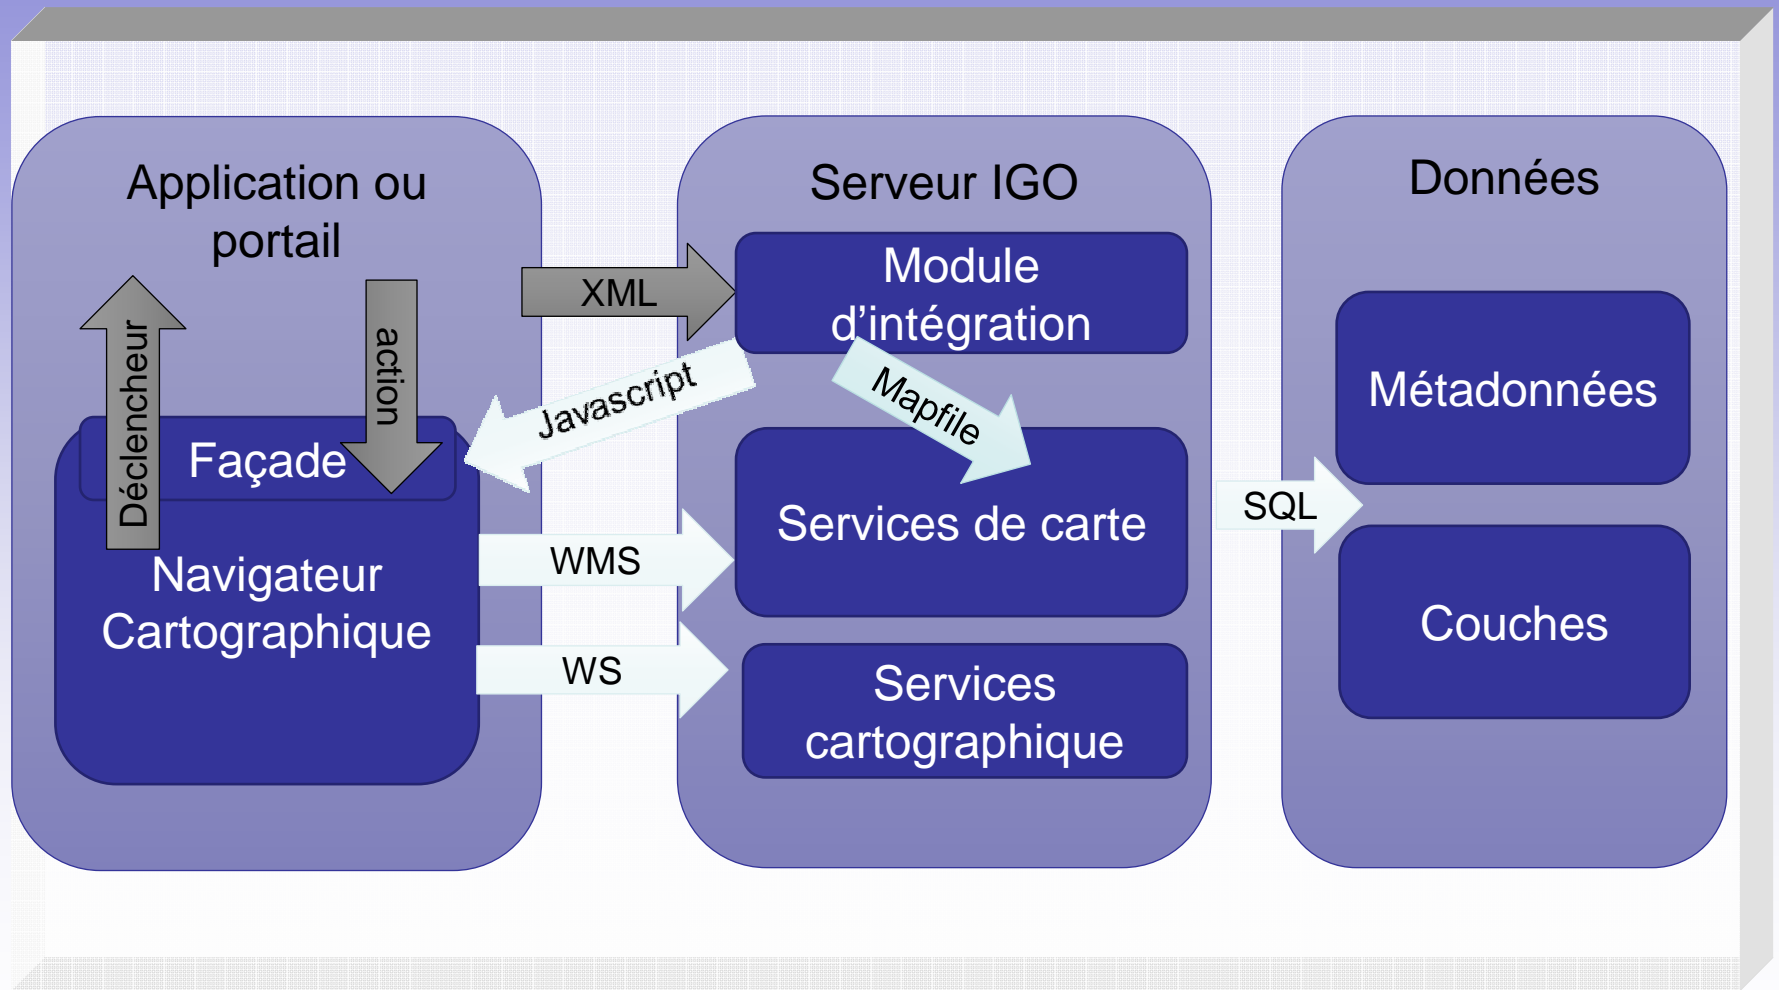 Application ou
portail
Déclencheur
action
Façade
Navigateur
Cartographique
XML
Javascript
WMS
WS
Serveur IGO
Module
d'intégration
Mapfile
Services de carte
Services
cartographique
SQL
Données
Métadonnées
Couches